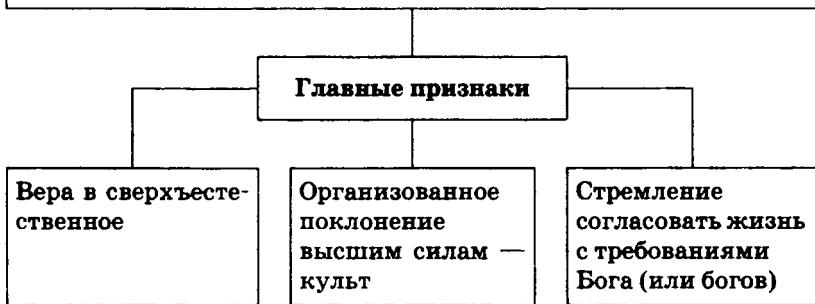 Главные признаки
Вера в сверхъесте-
ственное
Организованное
поклонение
высшим силам —
культ
Стремление
согласовать жизнь
с требованиями
Бога (или богов)